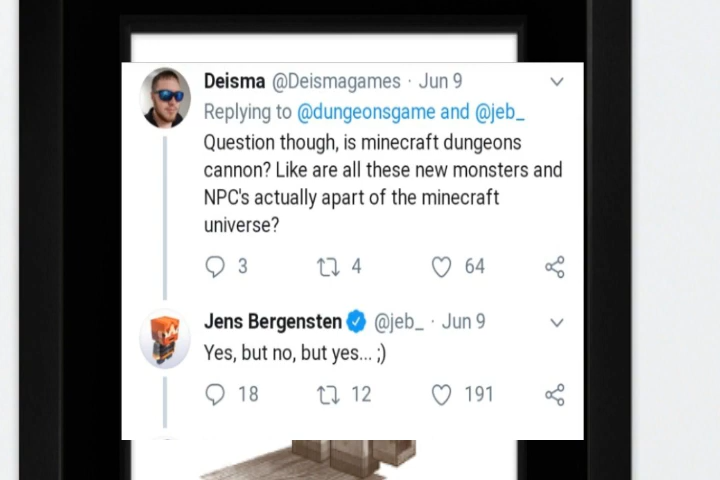 Deisma @Deismagames · Jun 9
Replying to @dungeonsgame and @jeb_
Question though, is minecraft dungeons
cannon? Like are all these new monsters and
NPC's actually apart of the minecraft
universe?
3 4 64
Jens Bergensten @jeb_ · Jun 9
Yes, but no, but yes... ;)
18 12 191